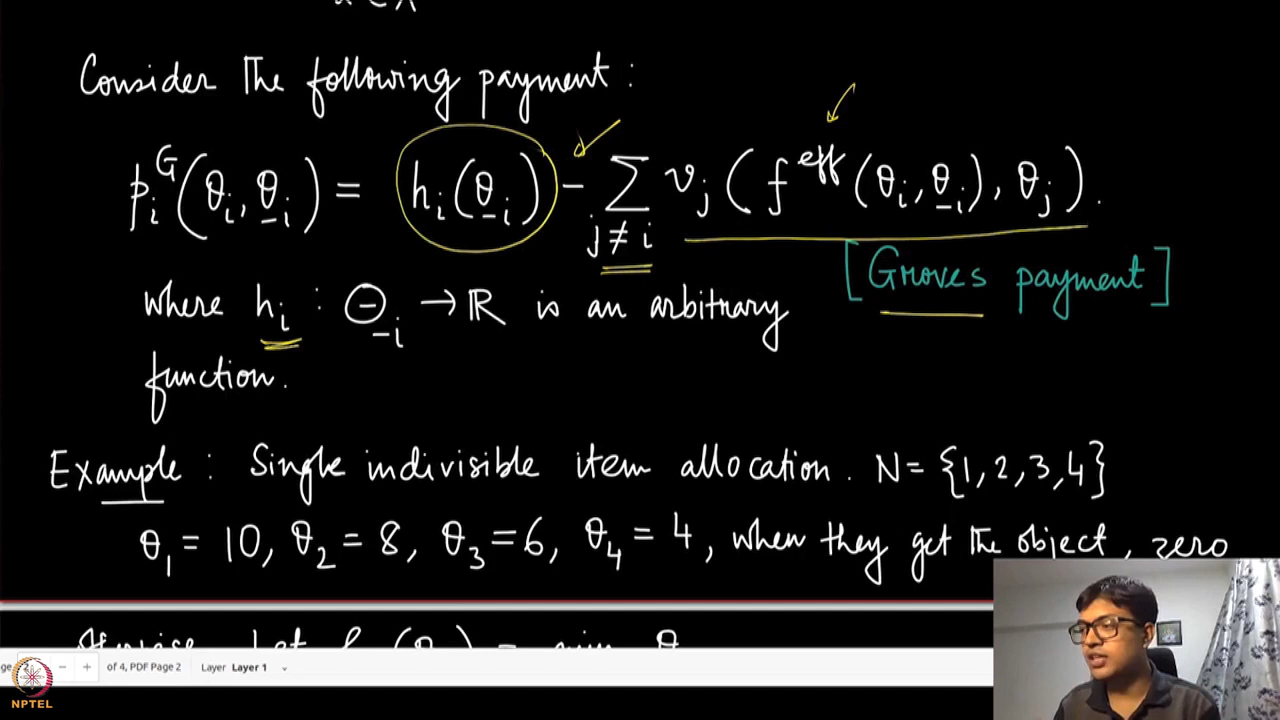 Consider the following payment :
p_i^G (θ_i, θ_{-i}) = h_i (θ_{-i}) - Σ_{j≠i} v_j ( f^{eff} (θ_i, θ_{-i}), θ_j ).
[Groves payment]
where h_i : Θ_{-i} → ℝ is an arbitrary
function.
Example : Single indivisible item allocation. N = {1,2,3,4}
θ_1 = 10, θ_2 = 8, θ_3 = 6, θ_4 = 4, when they get the object, zero
of 4, PDF Page 2 Layer Layer 1
NPTEL